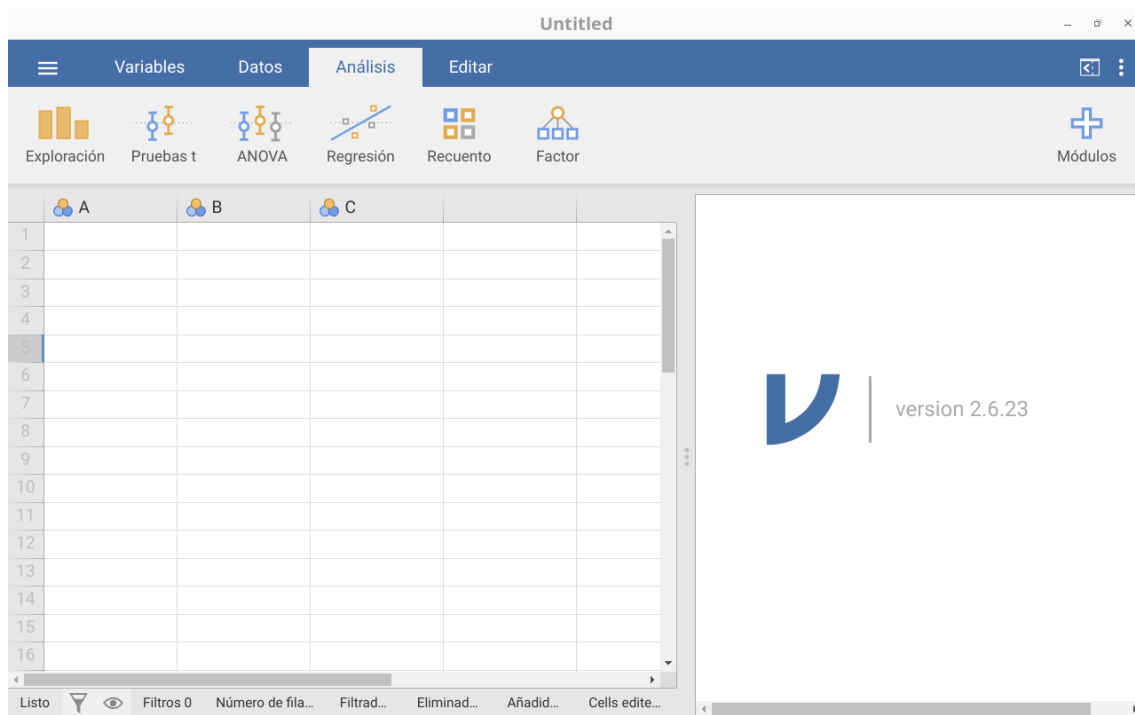 Untitled
Variables Datos Análisis Editar
Exploración Pruebas t ANOVA Regresión Recuento Factor Módulos
A B C
1
2
3
4
5
6
7
8
9
10
11
12
13
14
15
16
version 2.6.23
Listo Filtros 0 Número de fila... Filtrad... Eliminad... Añadid... Cells edite...